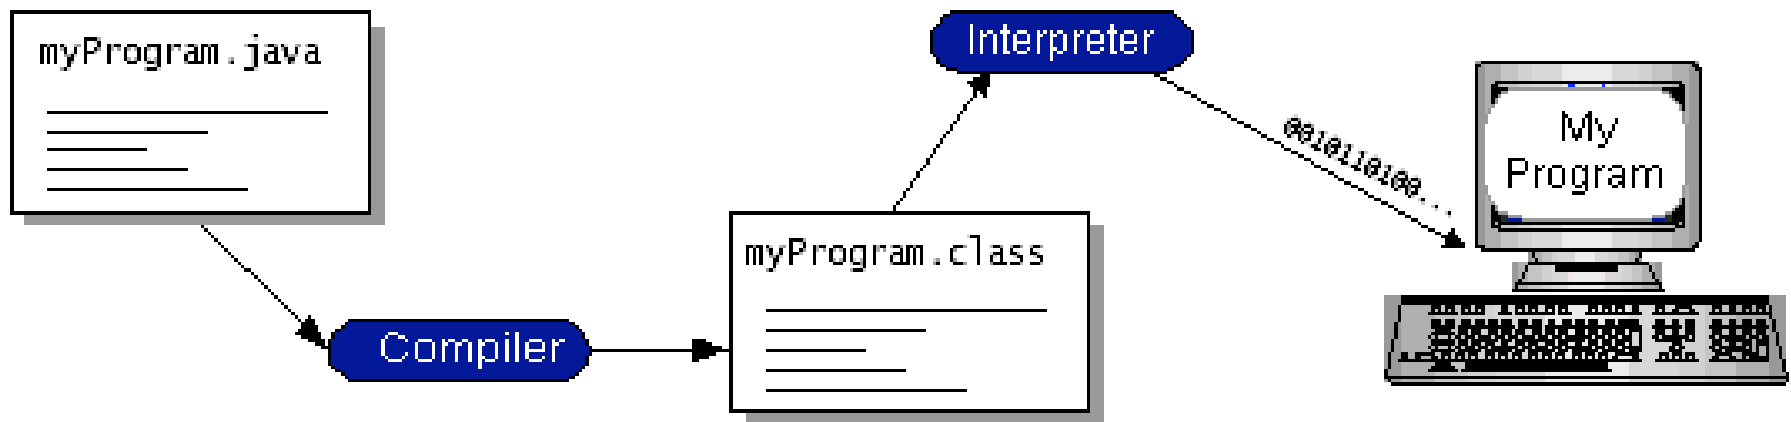 myProgram.java
Compiler
myProgram.class
Interpreter
0010110100...
My
Program